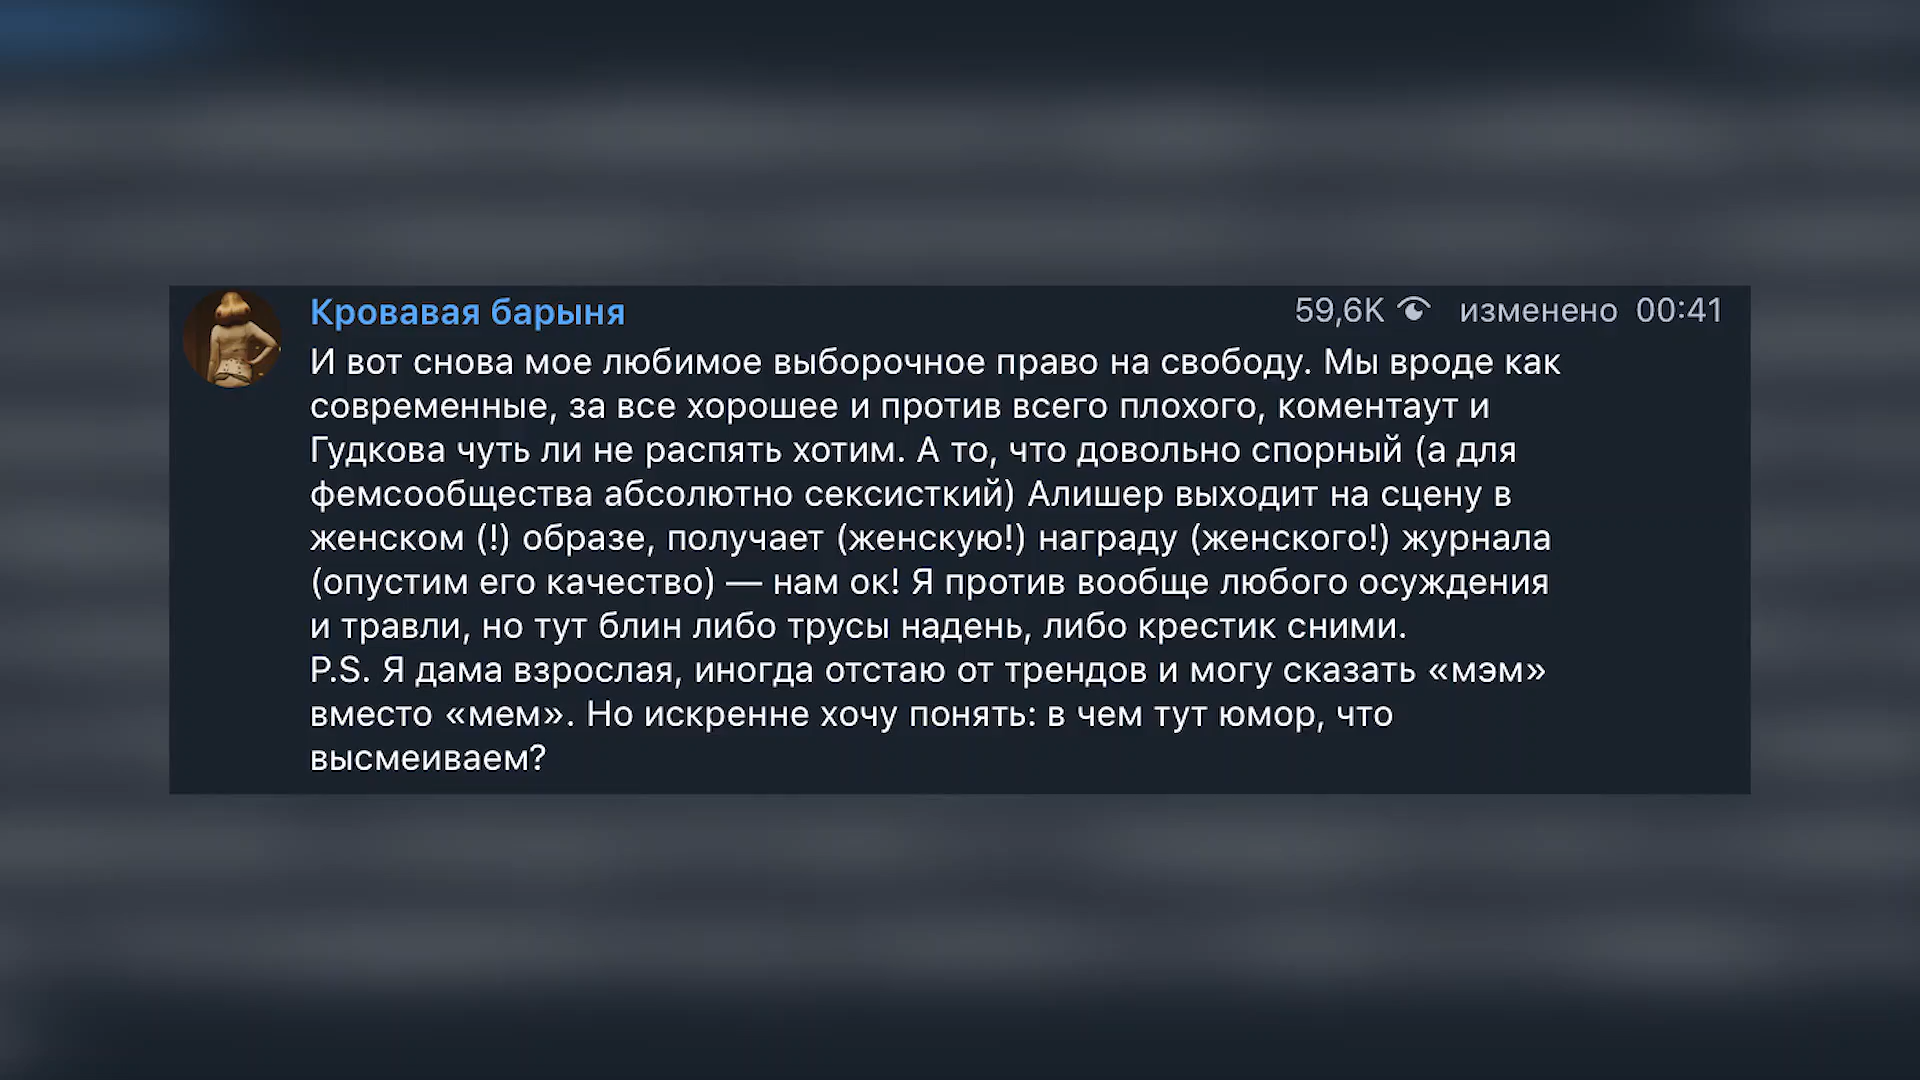 Кровавая барыня
59,6K изменено 00:41
И вот снова мое любимое выборочное право на свободу. Мы вроде как
современные, за все хорошее и против всего плохого, коментаут и
Гудкова чуть ли не распять хотим. А то, что довольно спорный (а для
фемсообщества абсолютно сексисткий) Алишер выходит на сцену в
женском (!) образе, получает (женскую!) награду (женского!) журнала
(опустим его качество) — нам ок! Я против вообще любого осуждения
и травли, но тут блин либо трусы надень, либо крестик сними.
P.S. Я дама взрослая, иногда отстаю от трендов и могу сказать «мэм»
вместо «мем». Но искренне хочу понять: в чем тут юмор, что
высмеиваем?